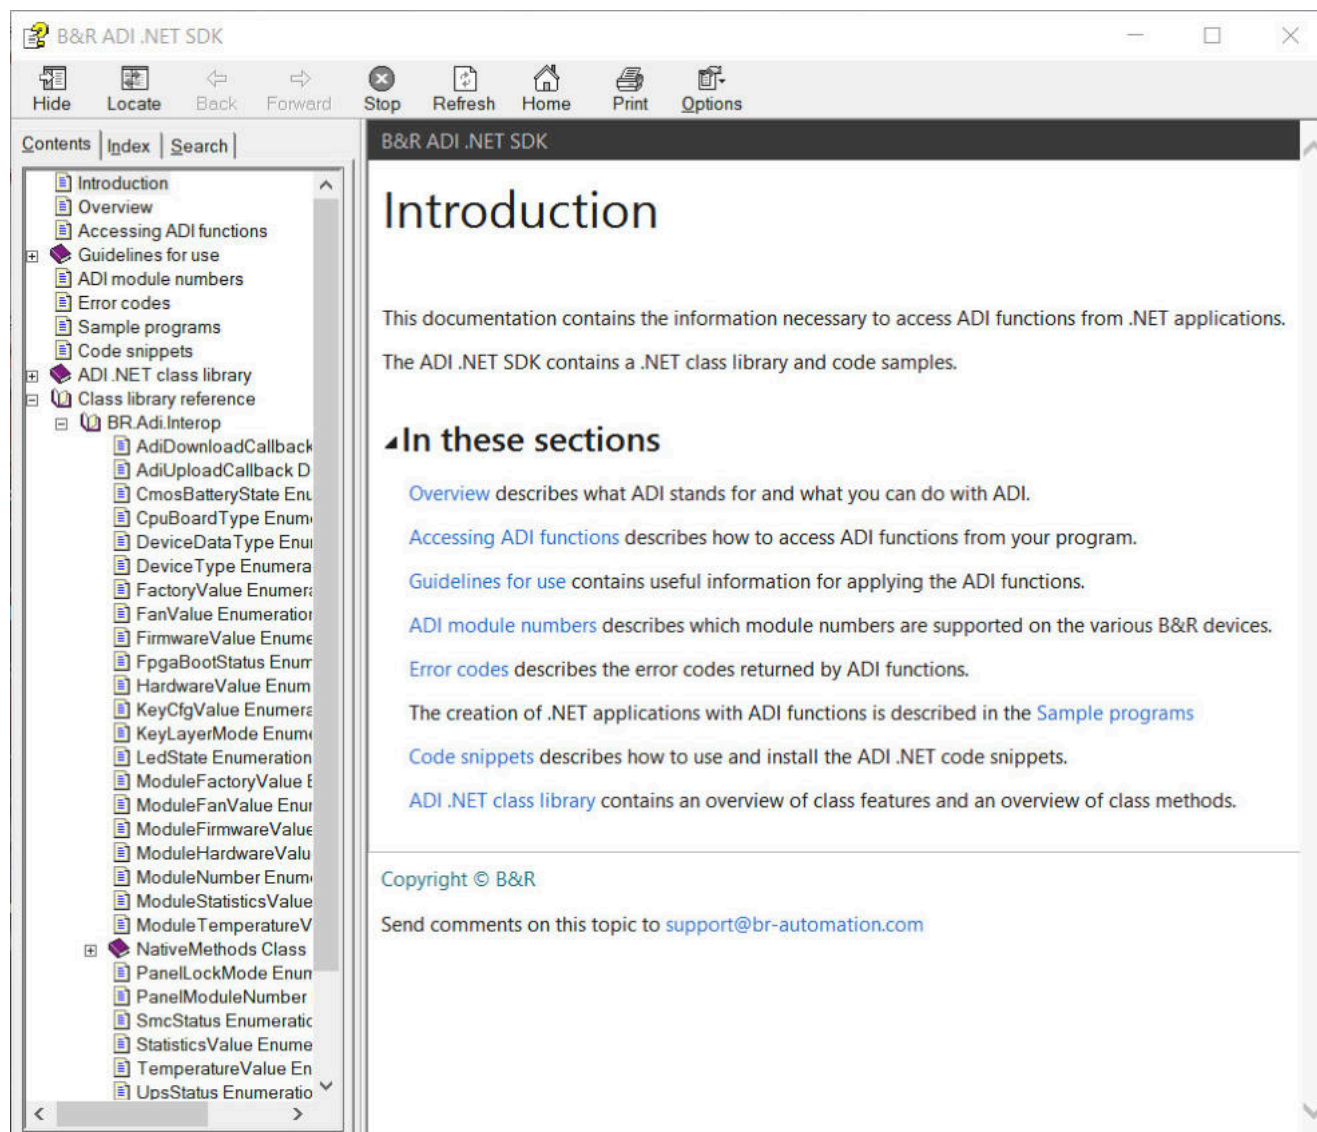 B&R ADI .NET SDK
Hide Locate Back Forward Stop Refresh Home Print Options
Contents Index Search
Introduction
Overview
Accessing ADI functions
Guidelines for use
ADI module numbers
Error codes
Sample programs
Code snippets
ADI .NET class library
Class library reference
BR.Adi.Interop
AdiDownloadCallback
AdiUploadCallback D
CmosBatteryState Enu
CpuBoardType Enum
DeviceDataType Enu
DeviceType Enumera
FactoryValue Enumer
FanValue Enumeration
FirmwareValue Enume
FpgaBootStatus Enum
HardwareValue Enum
KeyCfgValue Enumera
KeyLayerMode Enume
LedState Enumeration
ModuleFactoryValue E
ModuleFanValue Enu
ModuleFirmwareValue
ModuleHardwareValu
ModuleNumber Enum
ModuleStatisticsValue
ModuleTemperatureV
NativeMethods Class
PanelLockMode Enum
PanelModuleNumber
SmcStatus Enumeratio
StatisticsValue Enume
TemperatureValue En
UpsStatus Enumeratio
B&R ADI .NET SDK
Introduction
This documentation contains the information necessary to access ADI functions from .NET applications.
The ADI .NET SDK contains a .NET class library and code samples.
In these sections
Overview describes what ADI stands for and what you can do with ADI.
Accessing ADI functions describes how to access ADI functions from your program.
Guidelines for use contains useful information for applying the ADI functions.
ADI module numbers describes which module numbers are supported on the various B&R devices.
Error codes describes the error codes returned by ADI functions.
The creation of .NET applications with ADI functions is described in the Sample programs
Code snippets describes how to use and install the ADI .NET code snippets.
ADI .NET class library contains an overview of class features and an overview of class methods.
Copyright © B&R
Send comments on this topic to support@br-automation.com